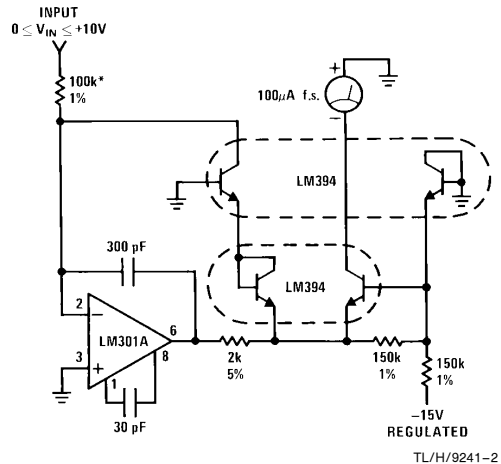 INPUT
0 ≤ VIN ≤ +10V
100k*
1%
+
100μA f.s.
−
LM394
300 pF
LM394
2
−
LM301A
6
3
+
8
1
2k
5%
150k
1%
150k
1%
30 pF
−15V
REGULATED
TL/H/9241–2